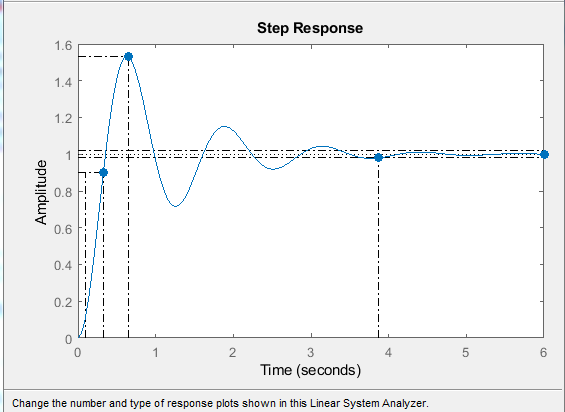 Step Response
1.6
1.4
1.2
1
0.8
0.6
0.4
0.2
0
Amplitude
0 1 2 3 4 5 6
Time (seconds)
Change the number and type of response plots shown in this Linear System Analyzer.